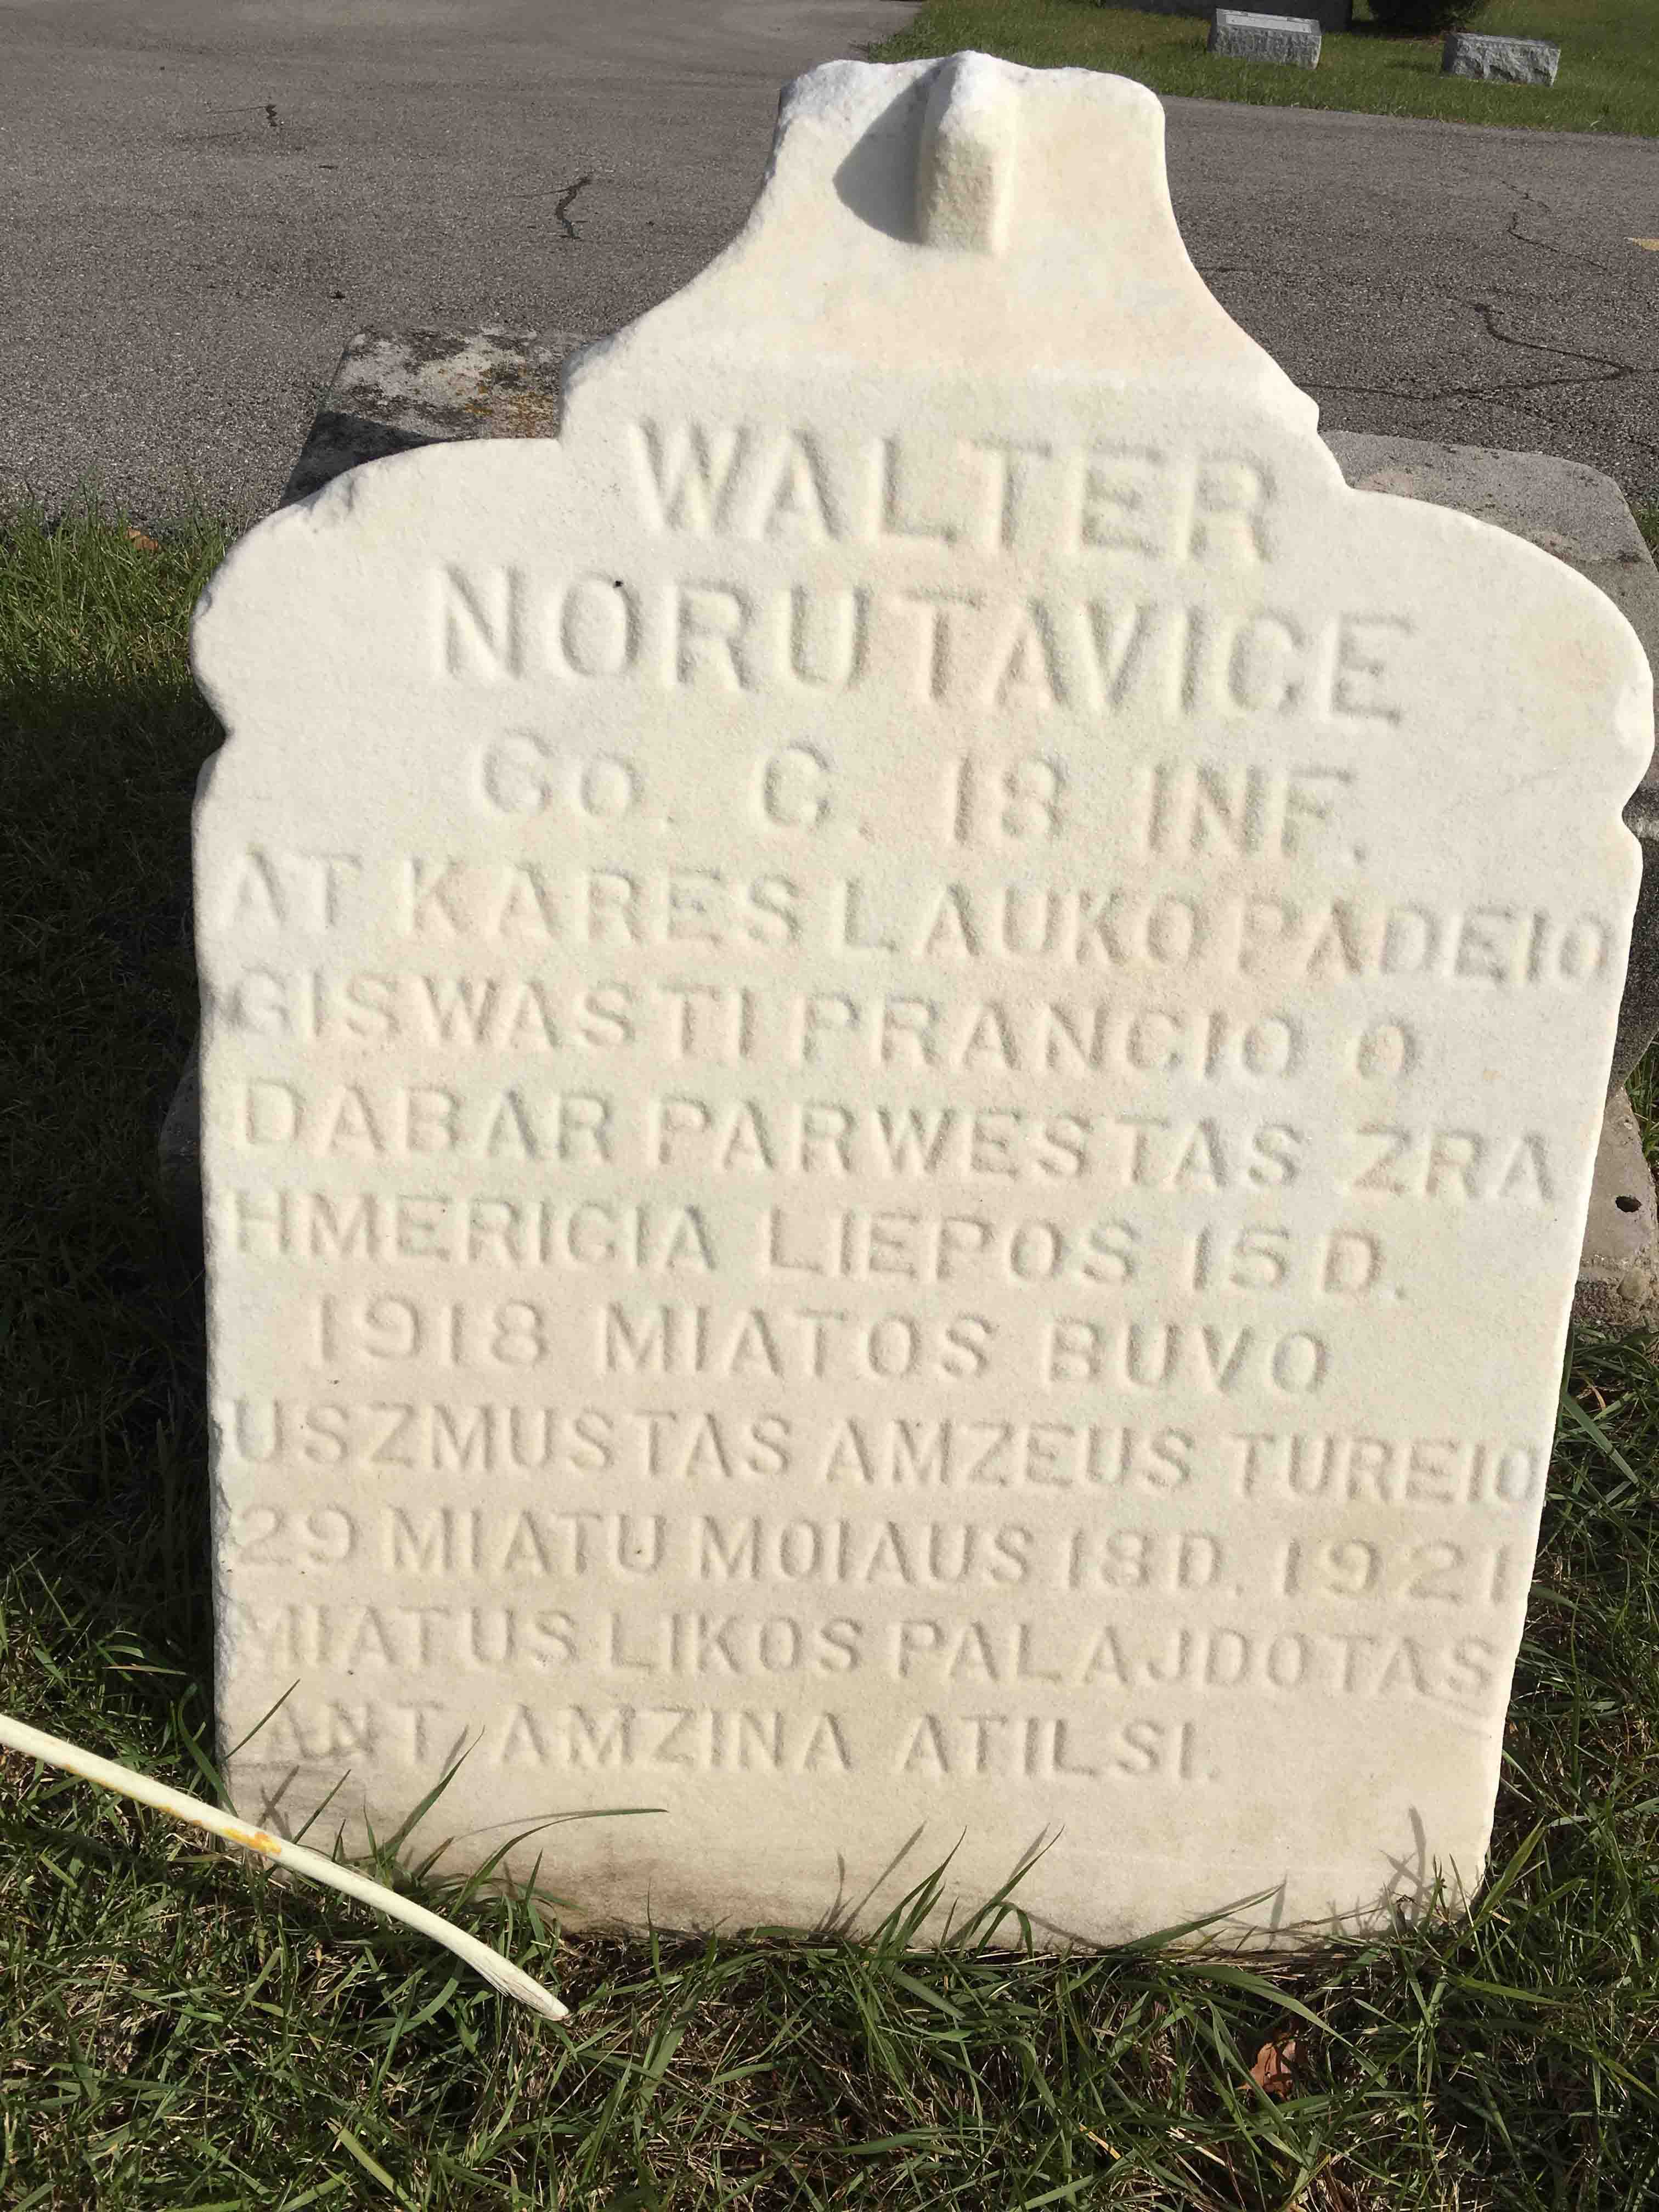 WALTER
NORUTAVICE
Co. C. 18 INF.
AT KARES LAUKO PADEIO
GISWASTI PRANCIO O
DABAR PARWESTAS ZRA
HMERICIA LIEPOS 15 D.
1918 MIATOS BUVO
USZMUSTAS AMZEUS TUREIO
29 MIATU MOIAUS 18 D. 1921
MIATUS LIKOS PALAJDOTAS
ANT AMZINA ATILSI.